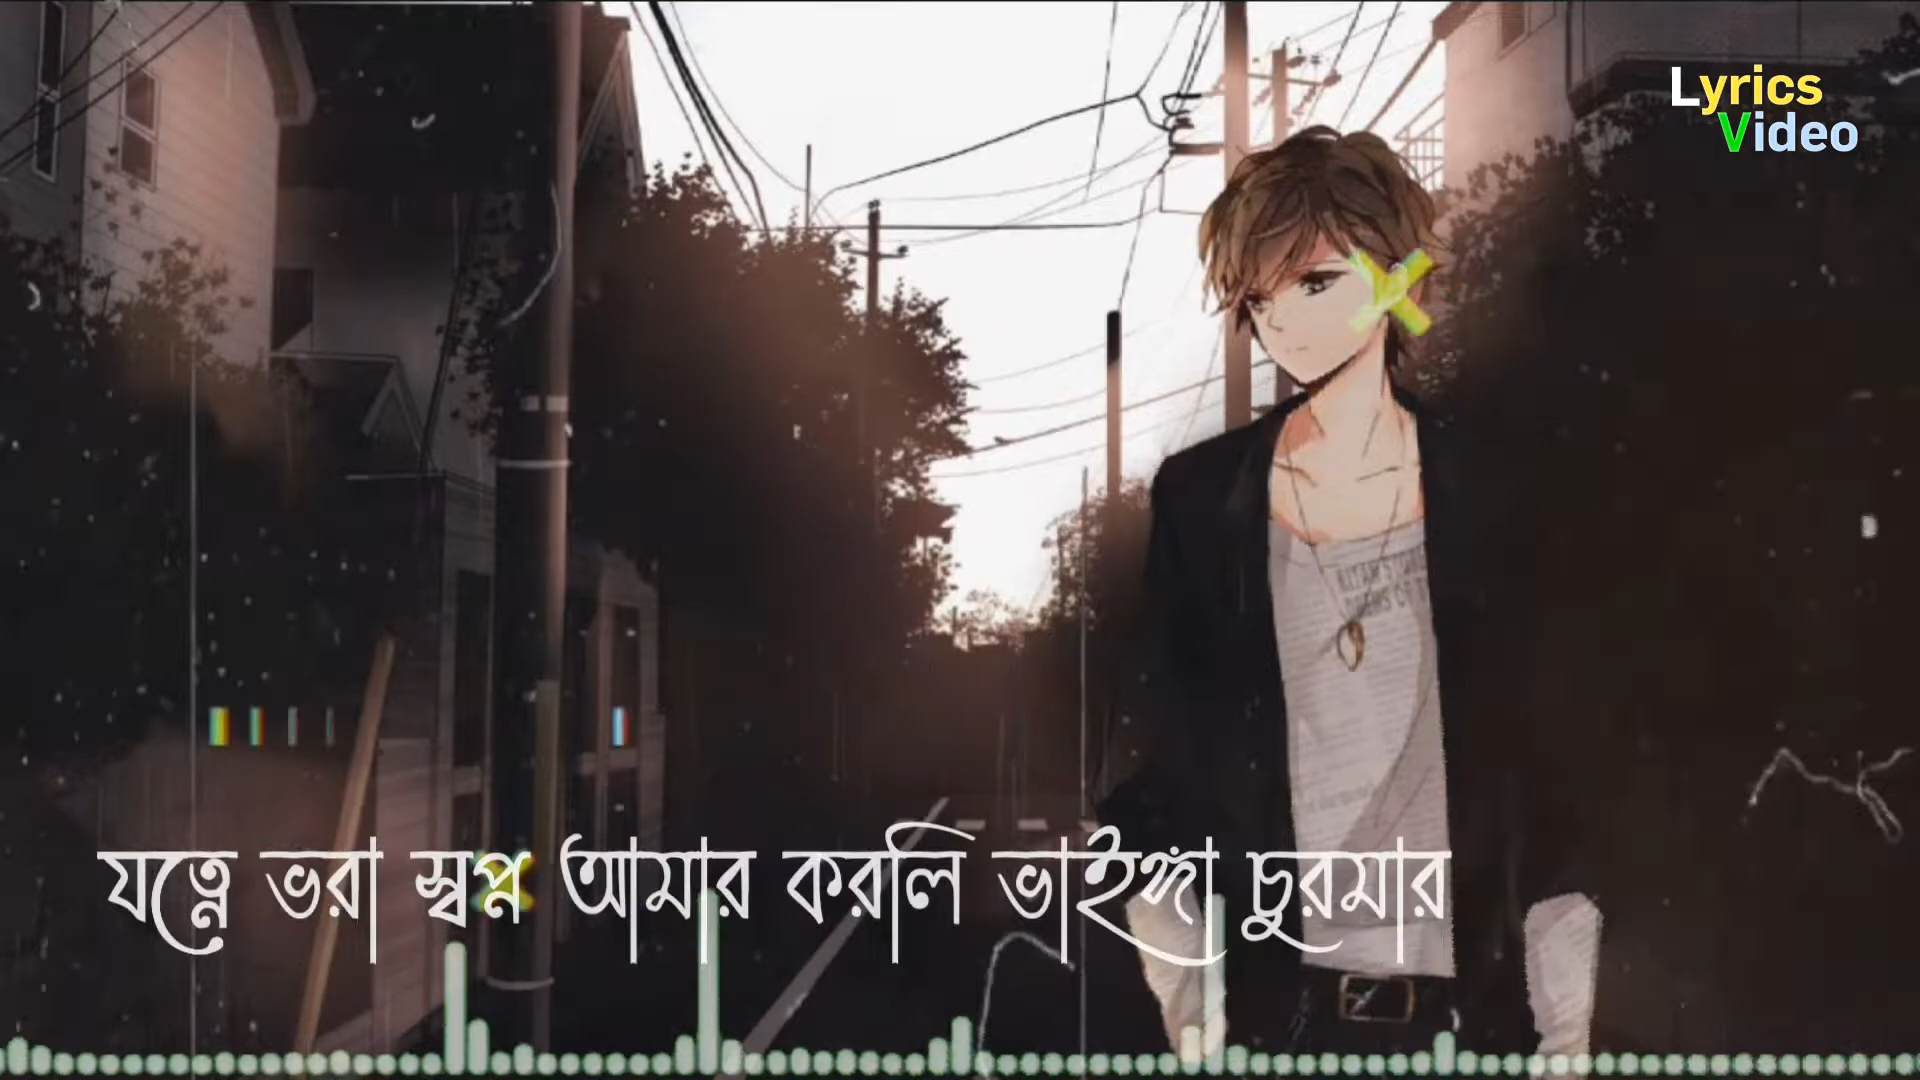 Lyrics
Video
যত্নে ভরা স্বপ্ন আমার করলি ভাইঙ্গা চুরমার